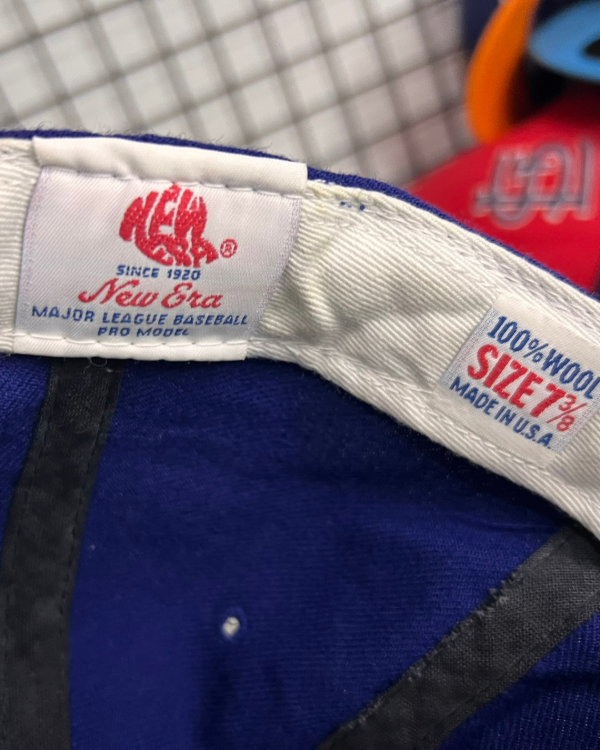 NEW
ERA®
SINCE 1920
New Era
MAJOR LEAGUE BASEBALL
PRO MODEL
100% WOOL
SIZE 7 3/8
MADE IN U.S.A.